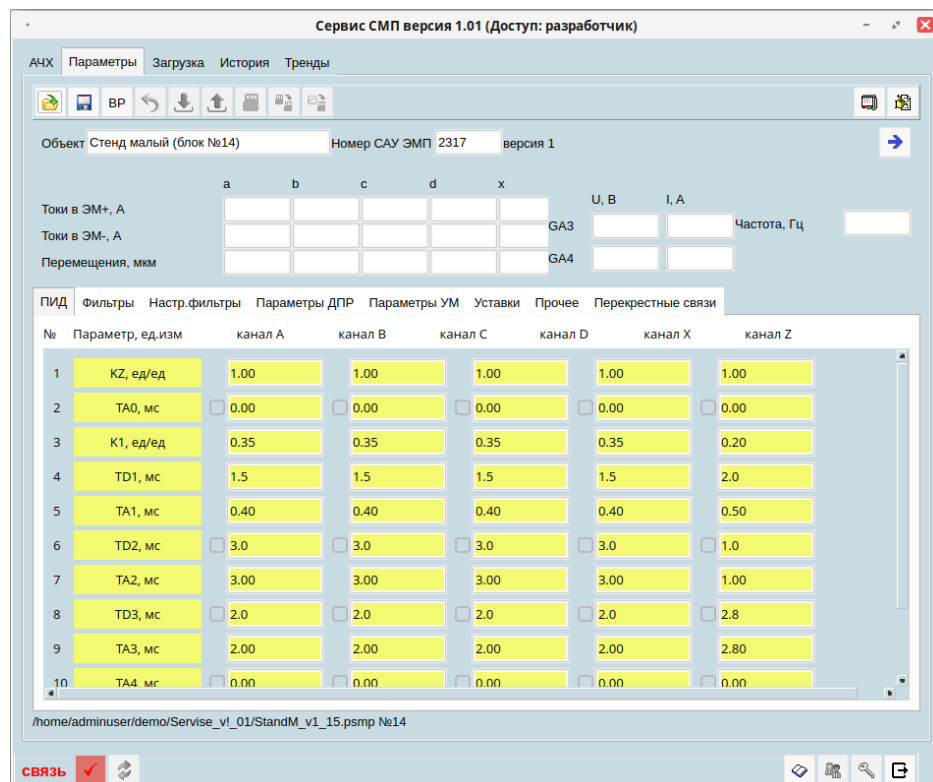 Сервис СМП версия 1.01 (Доступ: разработчик)
АЧХ Параметры Загрузка История Тренды
ВР
Объект Стенд малый (блок №14) Номер САУ ЭМП 2317 версия 1
a b c d x
U, В I, А
Токи в ЭМ+, А
GA3 Частота, Гц
Токи в ЭМ-, А
Перемещения, мкм GA4
ПИД Фильтры Настр.фильтры Параметры ДПР Параметры УМ Уставки Прочее Перекрестные связи
№ Параметр, ед.изм канал A канал B канал C канал D канал X канал Z
1 KZ, ед/ед 1.00 1.00 1.00 1.00 1.00
2 TA0, мс 0.00 0.00 0.00 0.00 0.00
3 K1, ед/ед 0.35 0.35 0.35 0.35 0.20
4 TD1, мс 1.5 1.5 1.5 1.5 2.0
5 TA1, мс 0.40 0.40 0.40 0.40 0.50
6 TD2, мс 3.0 3.0 3.0 3.0 1.0
7 TA2, мс 3.00 3.00 3.00 3.00 1.00
8 TD3, мс 2.0 2.0 2.0 2.0 2.8
9 TA3, мс 2.00 2.00 2.00 2.00 2.80
10 TA4, мс 0.00 0.00 0.00 0.00 0.00
/home/adminuser/demo/Servise_v!_01/StandM_v1_15.psmp №14
связь